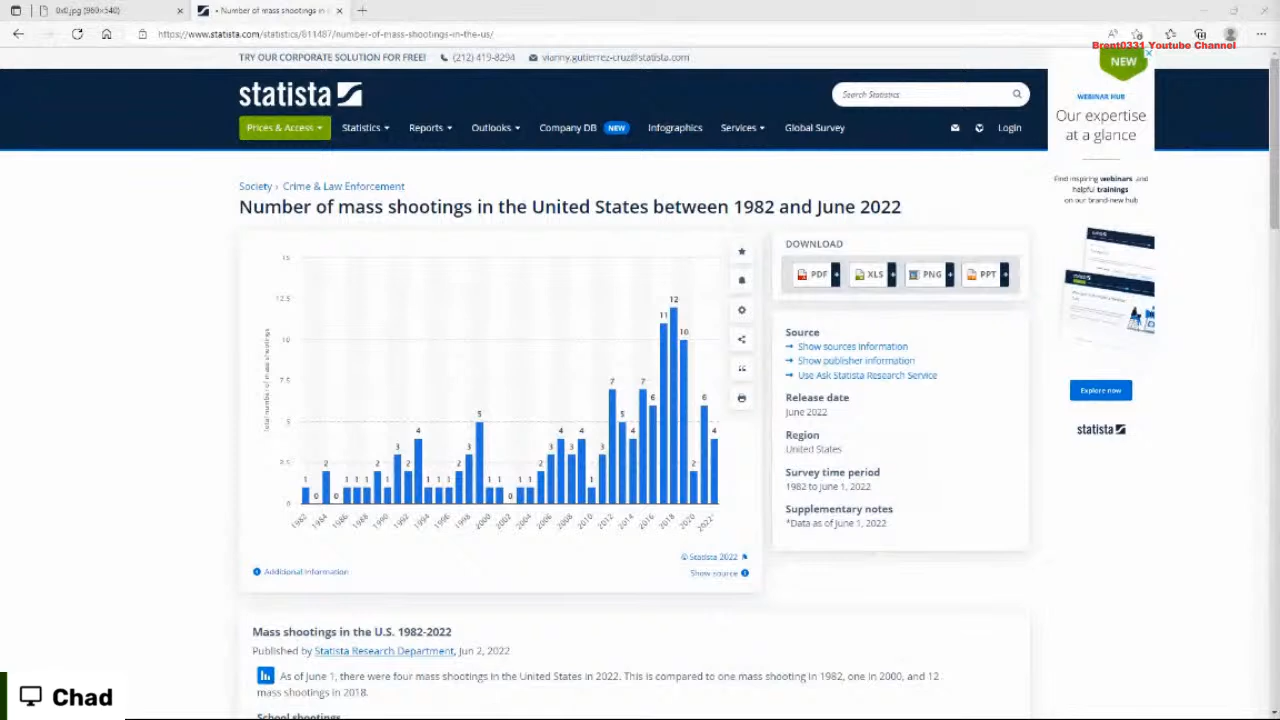 0x0.jpg (960×540)
• Number of mass shootings in
https://www.statista.com/statistics/811487/number-of-mass-shootings-in-the-us/
Brent0331 Youtube Channel
TRY OUR CORPORATE SOLUTION FOR FREE! (212) 419-8294 vianny.gutierrez-cruz@statista.com
NEW
statista
Search Statistics
WEBINAR HUB
Our expertise
at a glance
Prices & Access Statistics Reports Outlooks Company DB NEW Infographics Services Global Survey Login
Find inspiring webinars and
helpful trainings
on our brand-new hub
Society › Crime & Law Enforcement
Number of mass shootings in the United States between 1982 and June 2022
DOWNLOAD
PDF + XLS + PNG + PPT +
15
12.5
10
7.5
5
2.5
0
Total number of mass shootings
1 0 2 0 1 1 1 2 1 3 2 4 1 1 1 2 3 5 1 1 0 1 1 2 3 4 3 4 1 3 7 5 4 7 6 11 12 10 2 6 4
1982 1984 1986 1988 1990 1992 1994 1996 1998 2000 2002 2004 2006 2008 2010 2012 2014 2016 2018 2020 2022*
Source
Show sources information
Show publisher information
Use Ask Statista Research Service
Release date
June 2022
Region
United States
Survey time period
1982 to June 1, 2022
Supplementary notes
*Data as of June 1, 2022
Explore now
statista
© Statista 2022
Additional Information
Show source
Mass shootings in the U.S. 1982-2022
Published by Statista Research Department, Jun 2, 2022
As of June 1, there were four mass shootings in the United States in 2022. This is compared to one mass shooting in 1982, one in 2000, and 12
mass shootings in 2018.
School shootings
Chad